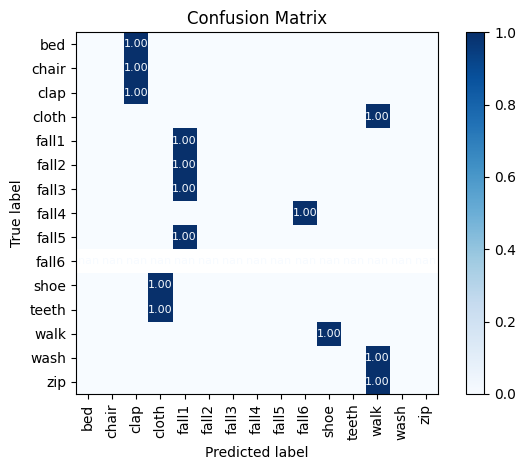 Confusion Matrix
True label
bed 1.00
chair 1.00
clap 1.00
cloth 1.00
fall1 1.00
fall2 1.00
fall3 1.00
fall4 1.00
fall5 1.00
fall6
shoe 1.00
teeth 1.00
walk 1.00
wash 1.00
zip 1.00
bed chair clap cloth fall1 fall2 fall3 fall4 fall5 fall6 shoe teeth walk wash zip
Predicted label
1.0
0.8
0.6
0.4
0.2
0.0